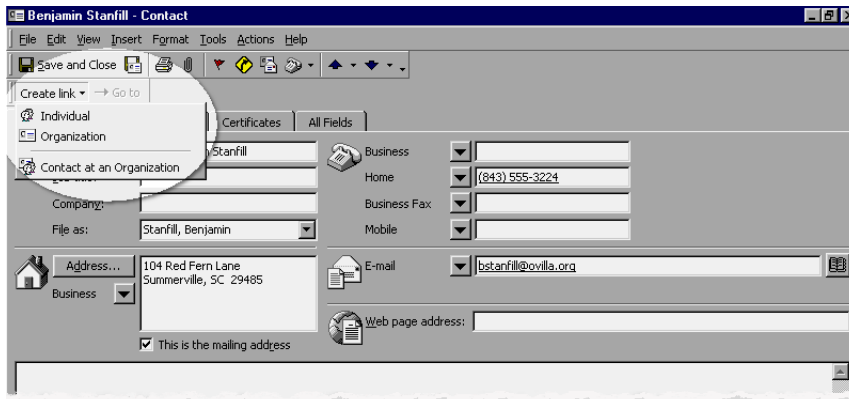 Benjamin Stanfill - Contact
File Edit View Insert Format Tools Actions Help
Save and Close
Create link Go to
Individual
Organization
Contact at an Organization
Certificates All Fields
Stanfill
Company:
File as: Stanfill, Benjamin
Address...
Business
104 Red Fern Lane
Summerville, SC 29485
This is the mailing address
Business
Home (843) 555-3224
Business Fax
Mobile
E-mail bstanfill@ovilla.org
Web page address: